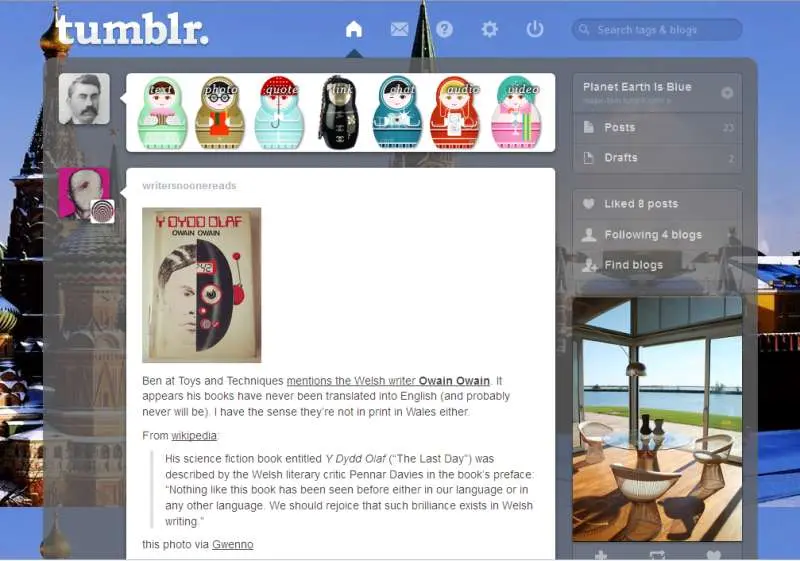 tumblr.
Search tags & blogs
text photo quote link chat audio video
Planet Earth Is Blue
Posts 23
Drafts 2
writersnoonereads
Y DYDD OLAF
OWAIN OWAIN
942
Liked 8 posts
Following 4 blogs
Find blogs
Ben at Toys and Techniques mentions the Welsh writer Owain Owain. It
appears his books have never been translated into English (and probably
never will be). I have the sense they're not in print in Wales either.
From wikipedia:
His science fiction book entitled Y Dydd Olaf (“The Last Day”) was
described by the Welsh literary critic Pennar Davies in the book’s preface:
“Nothing like this book has been seen before either in our language or in
any other language. We should rejoice that such brilliance exists in Welsh
writing.”
this photo via Gwenno